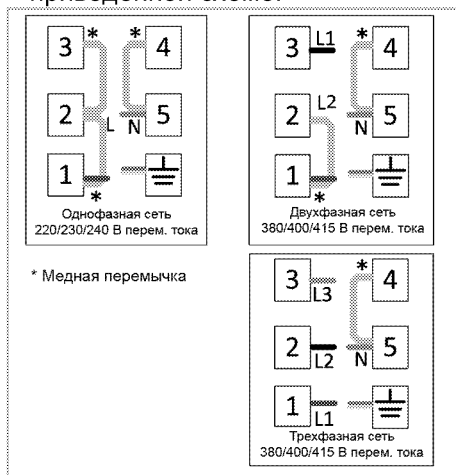 приведенной схеме.
3 * * 4
2 L N 5
1 *
Однофазная сеть
220/230/240 В перем. тока
3 L1 * 4
2 L2 N 5
1 *
Двухфазная сеть
380/400/415 В перем. тока
* Медная перемычка
3 L3 * 4
2 L2 N 5
1 L1
Трехфазная сеть
380/400/415 В перем. тока